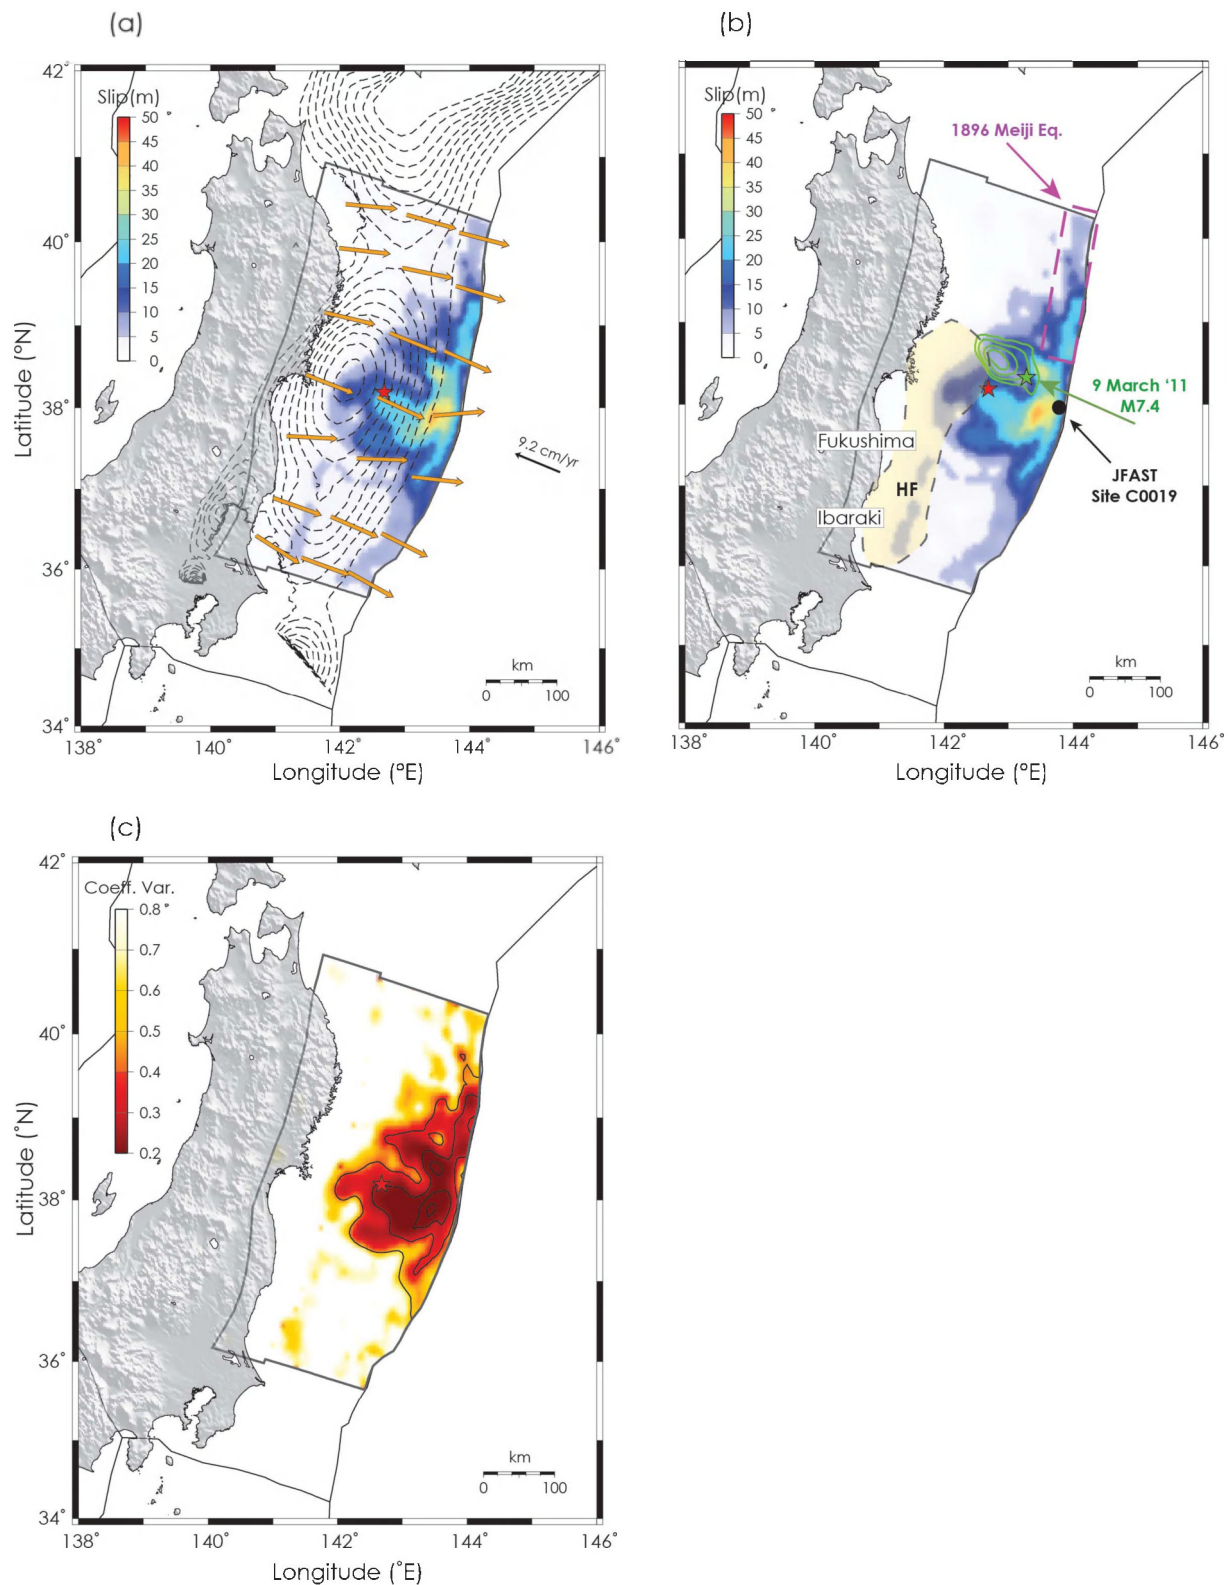 (a)
42°
Slip(m)
50
45
40
35
30
25
20
15
10
5
0
40°
38°
36°
34°
Latitude (°N)
9.2 cm/yr
km
0 100
138° 140° 142° 144° 146°
Longitude (°E)
(b)
Slip(m)
50
45
40
35
30
25
20
15
10
5
0
1896 Meiji Eq.
9 March '11
M7.4
Fukushima
HF
Ibaraki
JFAST
Site C0019
km
0 100
138° 140° 142° 144° 146°
Longitude (°E)
(c)
42°
Coeff. Var.
0.8
0.7
0.6
0.5
0.4
0.3
0.2
40°
38°
36°
34°
Latitude (°N)
km
0 100
138° 140° 142° 144° 146°
Longitude (°E)